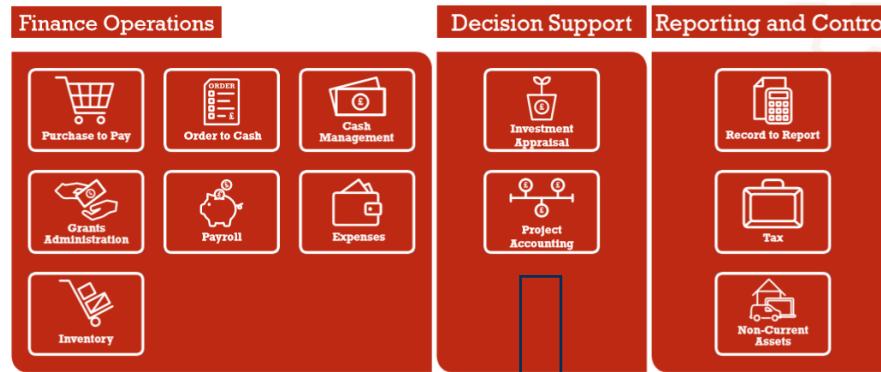 Finance Operations
Decision Support
Reporting and Contro
Purchase to Pay
ORDER
Order to Cash
£
Cash
Management
£
Investment
Appraisal
Record to Report
Grants
Administration
£
Payroll
Expenses
£ £
£
Project
Accounting
Tax
Inventory
Non-Current
Assets